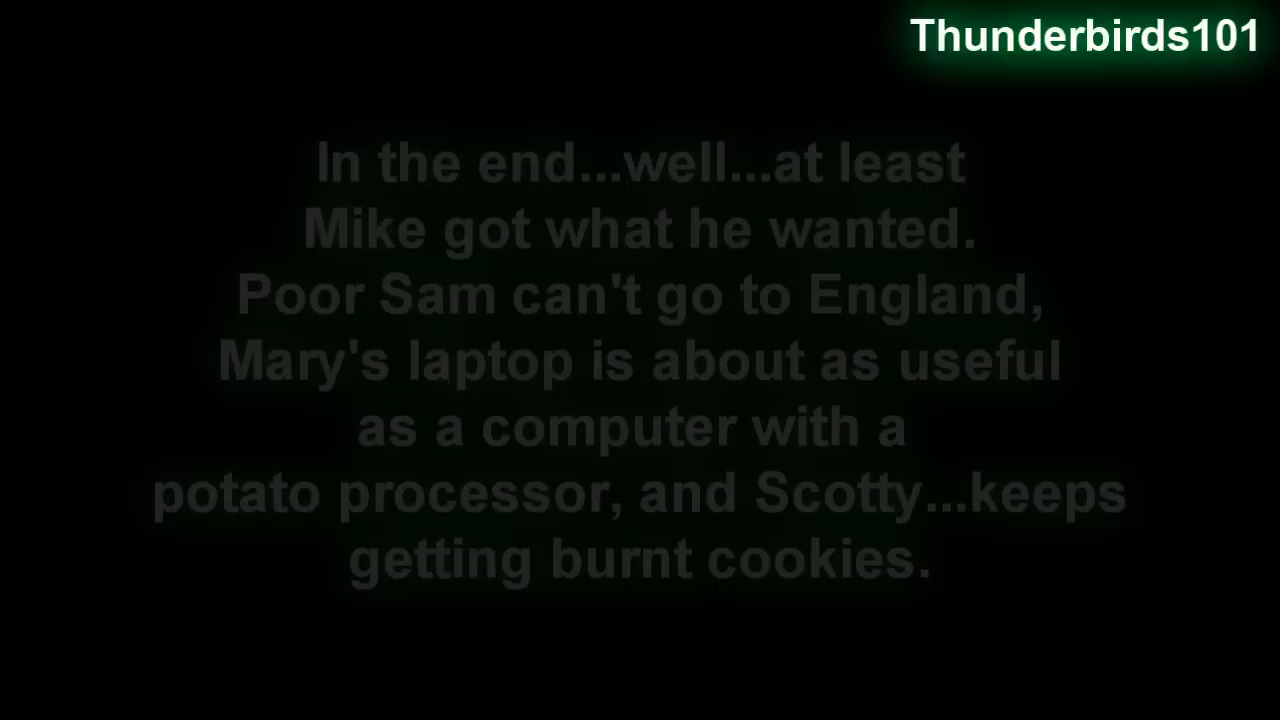 Thunderbirds101
In the end...well...at least
Mike got what he wanted.
Poor Sam can't go to England,
Mary's laptop is about as useful
as a computer with a
potato processor, and Scotty...keeps
getting burnt cookies.